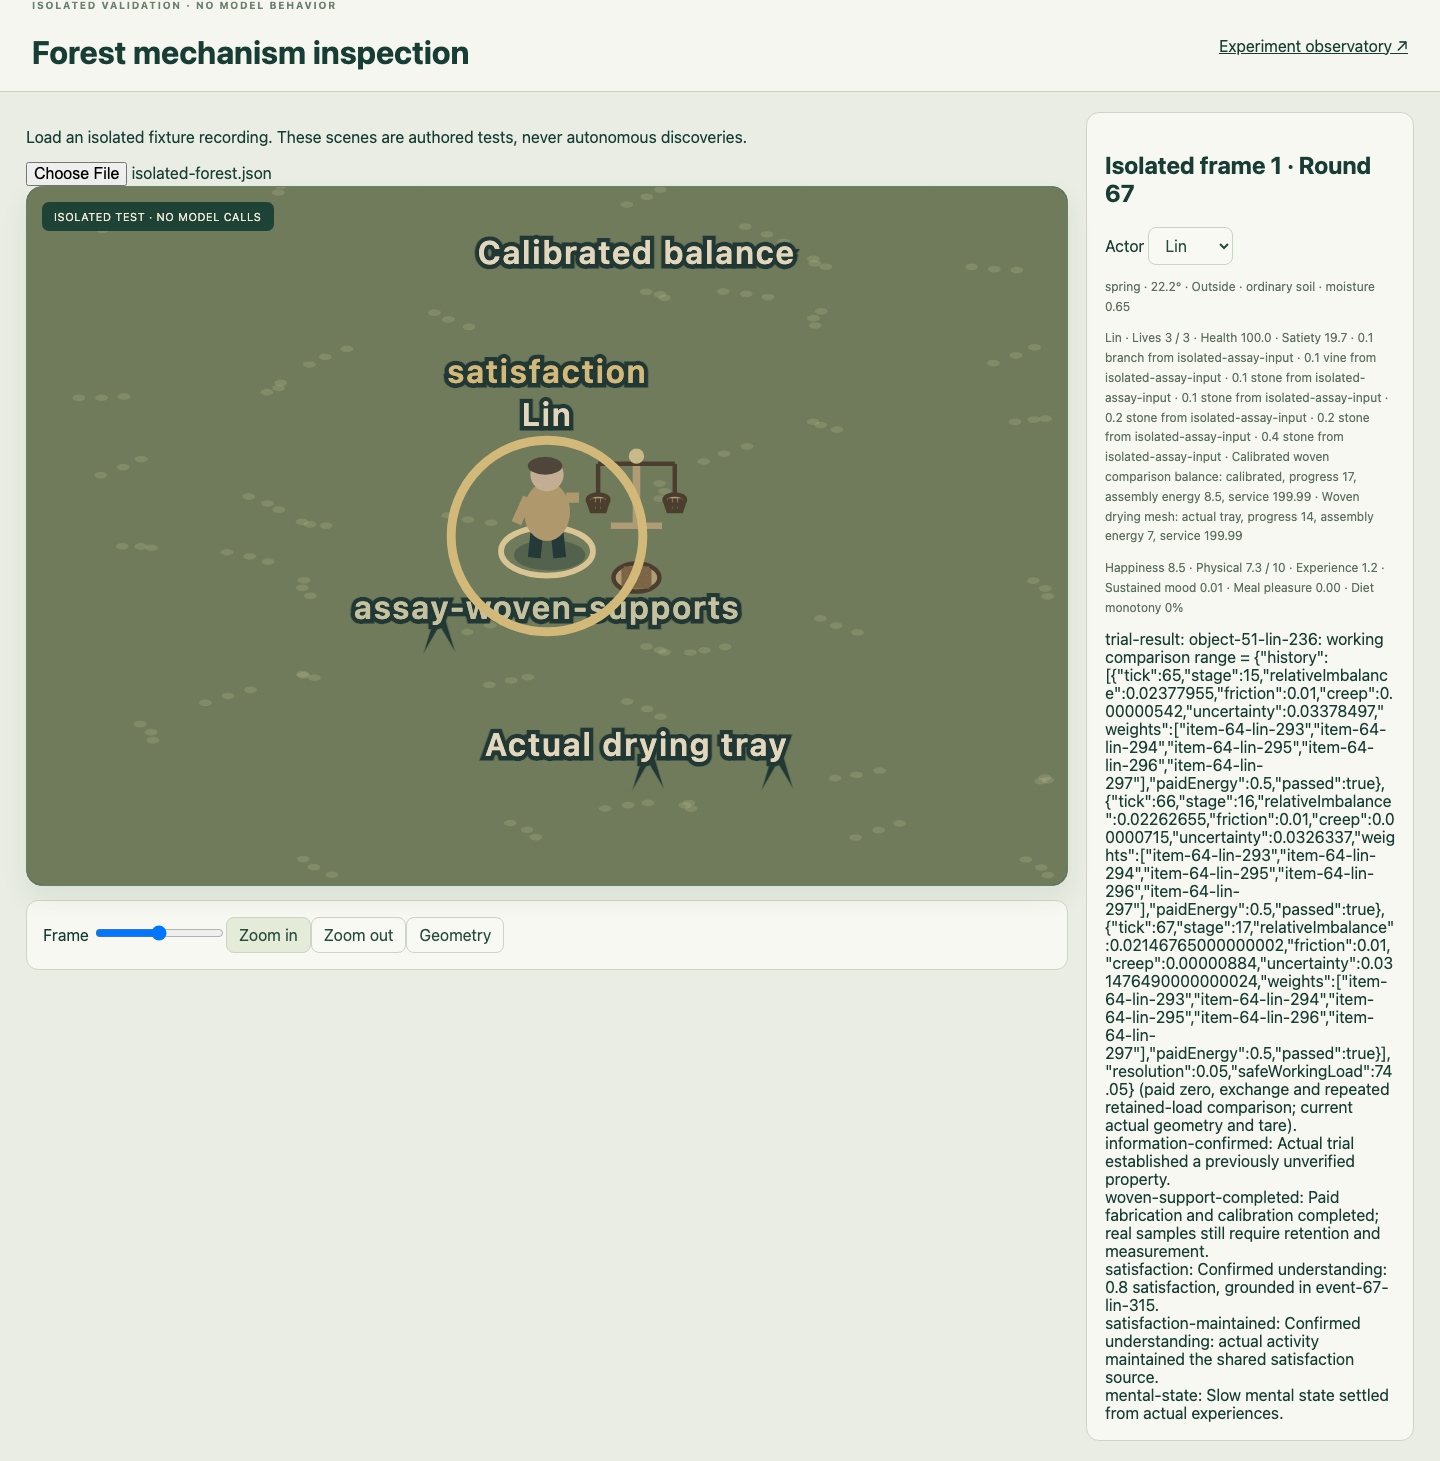 ISOLATED VALIDATION · NO MODEL BEHAVIOR
Forest mechanism inspection
Experiment observatory ↗
Load an isolated fixture recording. These scenes are authored tests, never autonomous discoveries.
Choose File isolated-forest.json
ISOLATED TEST · NO MODEL CALLS
Calibrated balance
satisfaction
Lin
assay-woven-supports
Actual drying tray
Frame
Zoom in
Zoom out
Geometry
Isolated frame 1 · Round
67
Actor Lin
spring · 22.2° · Outside · ordinary soil · moisture
0.65
Lin · Lives 3 / 3 · Health 100.0 · Satiety 19.7 · 0.1
branch from isolated-assay-input · 0.1 vine from
isolated-assay-input · 0.1 stone from isolated-
assay-input · 0.1 stone from isolated-assay-input ·
0.2 stone from isolated-assay-input · 0.2 stone
from isolated-assay-input · 0.4 stone from
isolated-assay-input · Calibrated woven
comparison balance: calibrated, progress 17,
assembly energy 8.5, service 199.99 · Woven
drying mesh: actual tray, progress 14, assembly
energy 7, service 199.99
Happiness 8.5 · Physical 7.3 / 10 · Experience 1.2 ·
Sustained mood 0.01 · Meal pleasure 0.00 · Diet
monotony 0%
trial-result: object-51-lin-236: working
comparison range = {"history":
[{"tick":65,"stage":15,"relativeImbalanc
e":0.02377955,"friction":0.01,"creep":0.
00000542,"uncertainty":0.03378497,"
weights":["item-64-lin-293","item-64-
lin-294","item-64-lin-295","item-64-
lin-296","item-64-lin-
297"],"paidEnergy":0.5,"passed":true},
{"tick":66,"stage":16,"relativeImbalance
":0.02262655,"friction":0.01,"creep":0.0
0000715,"uncertainty":0.0326337,"weig
hts":["item-64-lin-293","item-64-lin-
294","item-64-lin-295","item-64-lin-
296","item-64-lin-
297"],"paidEnergy":0.5,"passed":true},
{"tick":67,"stage":17,"relativeImbalance"
:0.02146765000000002,"friction":0.01,
"creep":0.00000884,"uncertainty":0.03
1476490000000024,"weights":["item-
64-lin-293","item-64-lin-294","item-
64-lin-295","item-64-lin-296","item-
64-lin-
297"],"paidEnergy":0.5,"passed":true}],
"resolution":0.05,"safeWorkingLoad":74
.05} (paid zero, exchange and repeated
retained-load comparison; current
actual geometry and tare).
information-confirmed: Actual trial
established a previously unverified
property.
woven-support-completed: Paid
fabrication and calibration completed;
real samples still require retention and
measurement.
satisfaction: Confirmed understanding:
0.8 satisfaction, grounded in event-67-
lin-315.
satisfaction-maintained: Confirmed
understanding: actual activity
maintained the shared satisfaction
source.
mental-state: Slow mental state settled
from actual experiences.